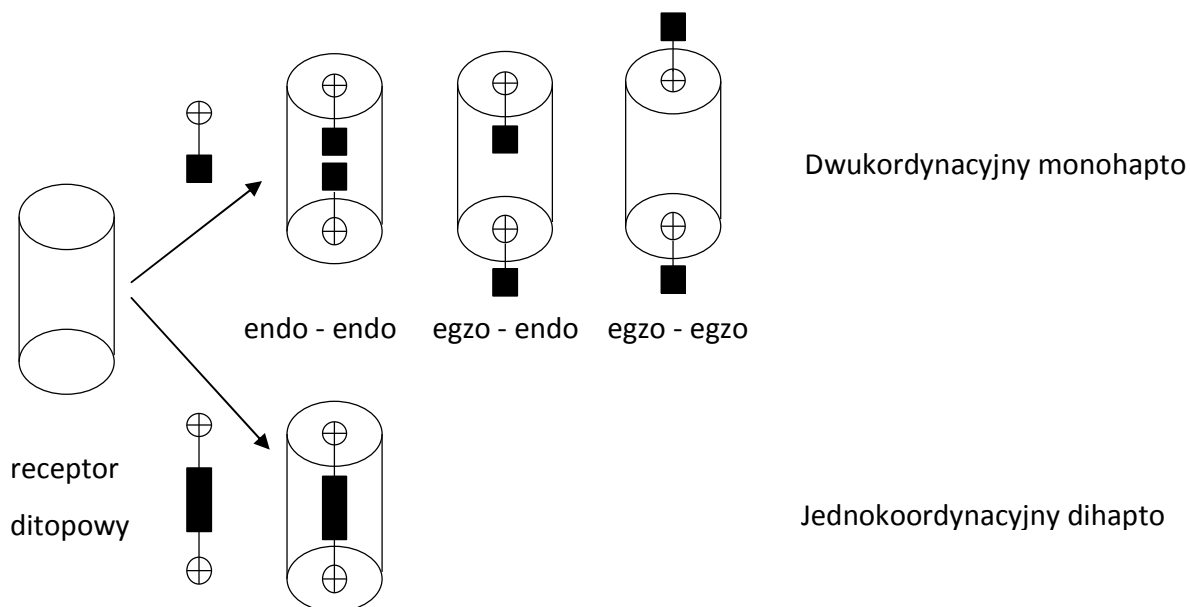 Dwukordynacyjny monohapto
endo - endo
egzo - endo
egzo - egzo
receptor
ditopowy
Jednokoordynacyjny dihapto